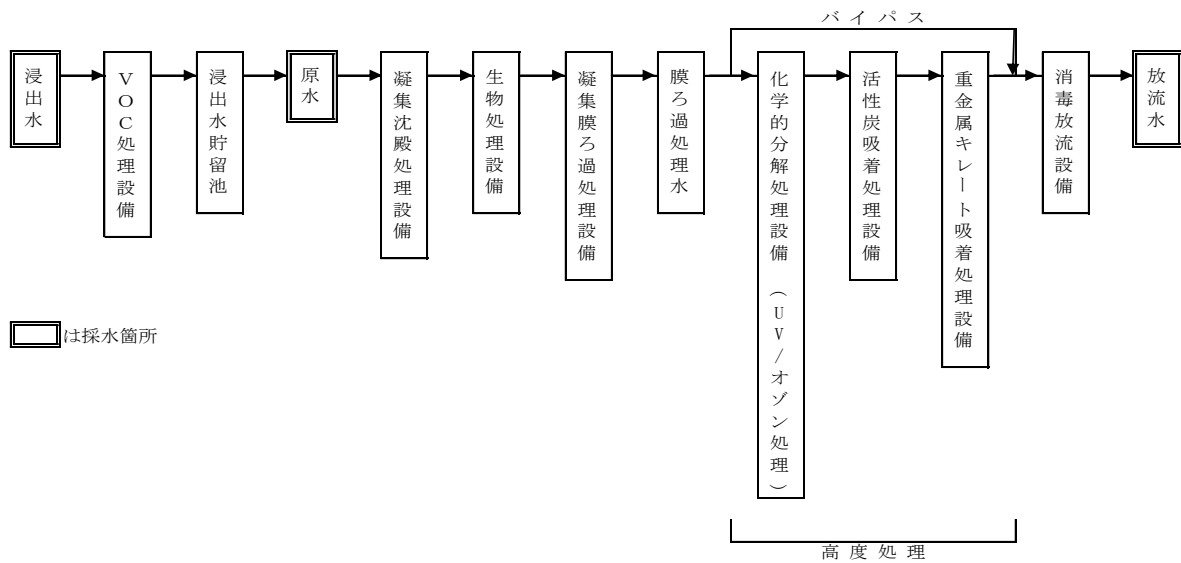 バイパス
浸出水
VOC処理設備
浸出水貯留池
原水
凝集沈殿処理設備
生物処理設備
凝集膜ろ過処理設備
膜ろ過処理水
化学的分解処理設備（UV/オゾン処理）
活性炭吸着処理設備
重金属キレート吸着処理設備
消毒放流設備
放流水
は採水箇所
高度処理